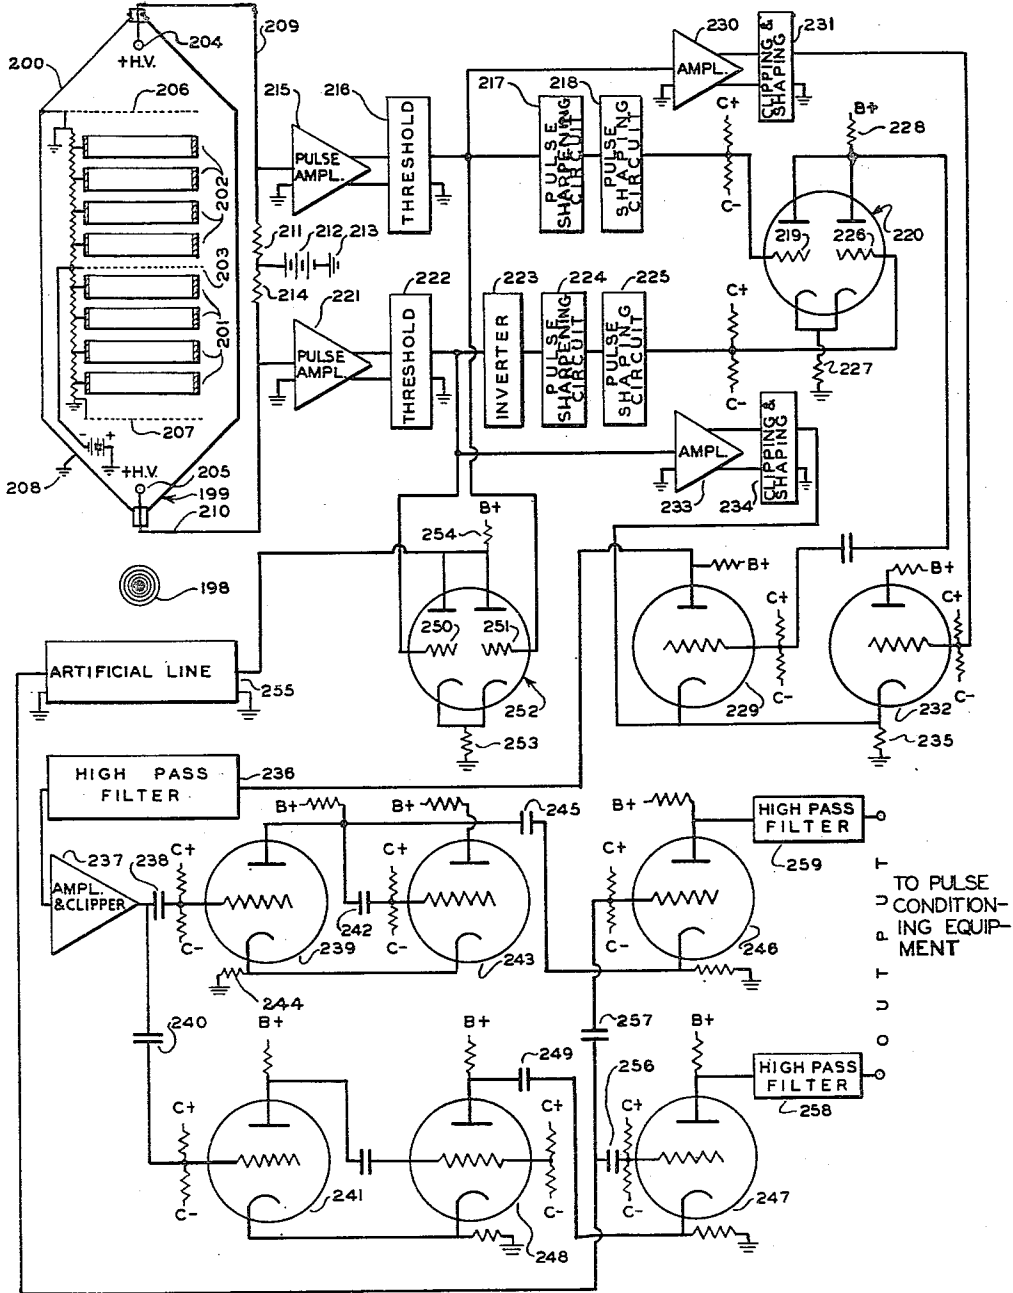 200
204
+H.V.
206
209
215
216
PULSE
AMPL.
THRESHOLD
217
218
PULSE
SHARPENING
CIRCUIT
PULSE
SHAPING
CIRCUIT
230
AMPL.
231
CLIPPING &
SHAPING
C+
C-
B+
228
219
226
220
202
203
201
211
212
213
214
221
PULSE
AMPL.
222
THRESHOLD
223
INVERTER
224
PULSE
SHARPENING
CIRCUIT
225
PULSE
SHAPING
CIRCUIT
C+
C-
227
207
- +
+H.V.
205
208
199
210
AMPL.
233
CLIPPING &
SHAPING
234
B+
254
198
250
251
252
253
B+
B+
C+
C-
229
C+
C-
232
235
ARTIFICIAL LINE
255
HIGH PASS
FILTER
236
237
238
AMPL.
& CLIPPER
C+
C-
B+
B+
239
242
C+
C-
243
244
245
B+
C+
C-
246
HIGH PASS
FILTER
259
OUTPUT
TO PULSE
CONDITION-
ING EQUIP-
MENT
240
B+
C+
C-
241
B+
249
C+
C-
248
257
256
B+
C+
C-
247
HIGH PASS
FILTER
258